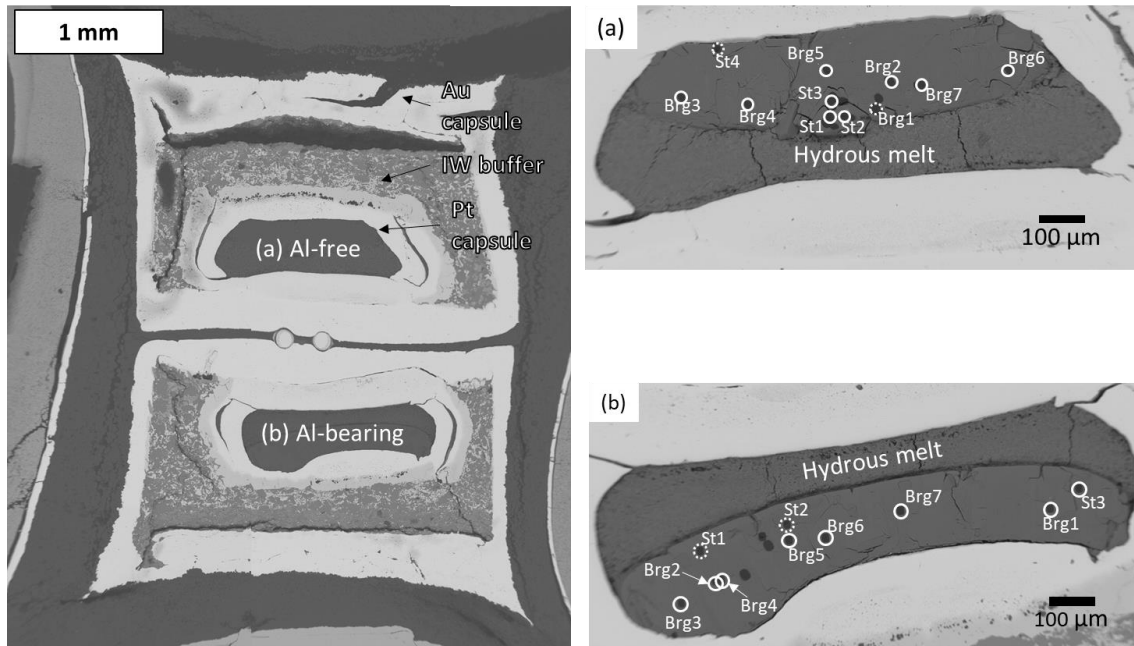 1 mm
Au
capsule
IW buffer
Pt
capsule
(a) Al-free
(b) Al-bearing
(a)
St4
Brg5
Brg2
Brg6
Brg3
Brg4
St3
Brg7
St1
St2
Brg1
Hydrous melt
100 μm
(b)
Hydrous melt
Brg7
St3
St2
Brg6
Brg1
St1
Brg5
Brg2
Brg4
Brg3
100 μm